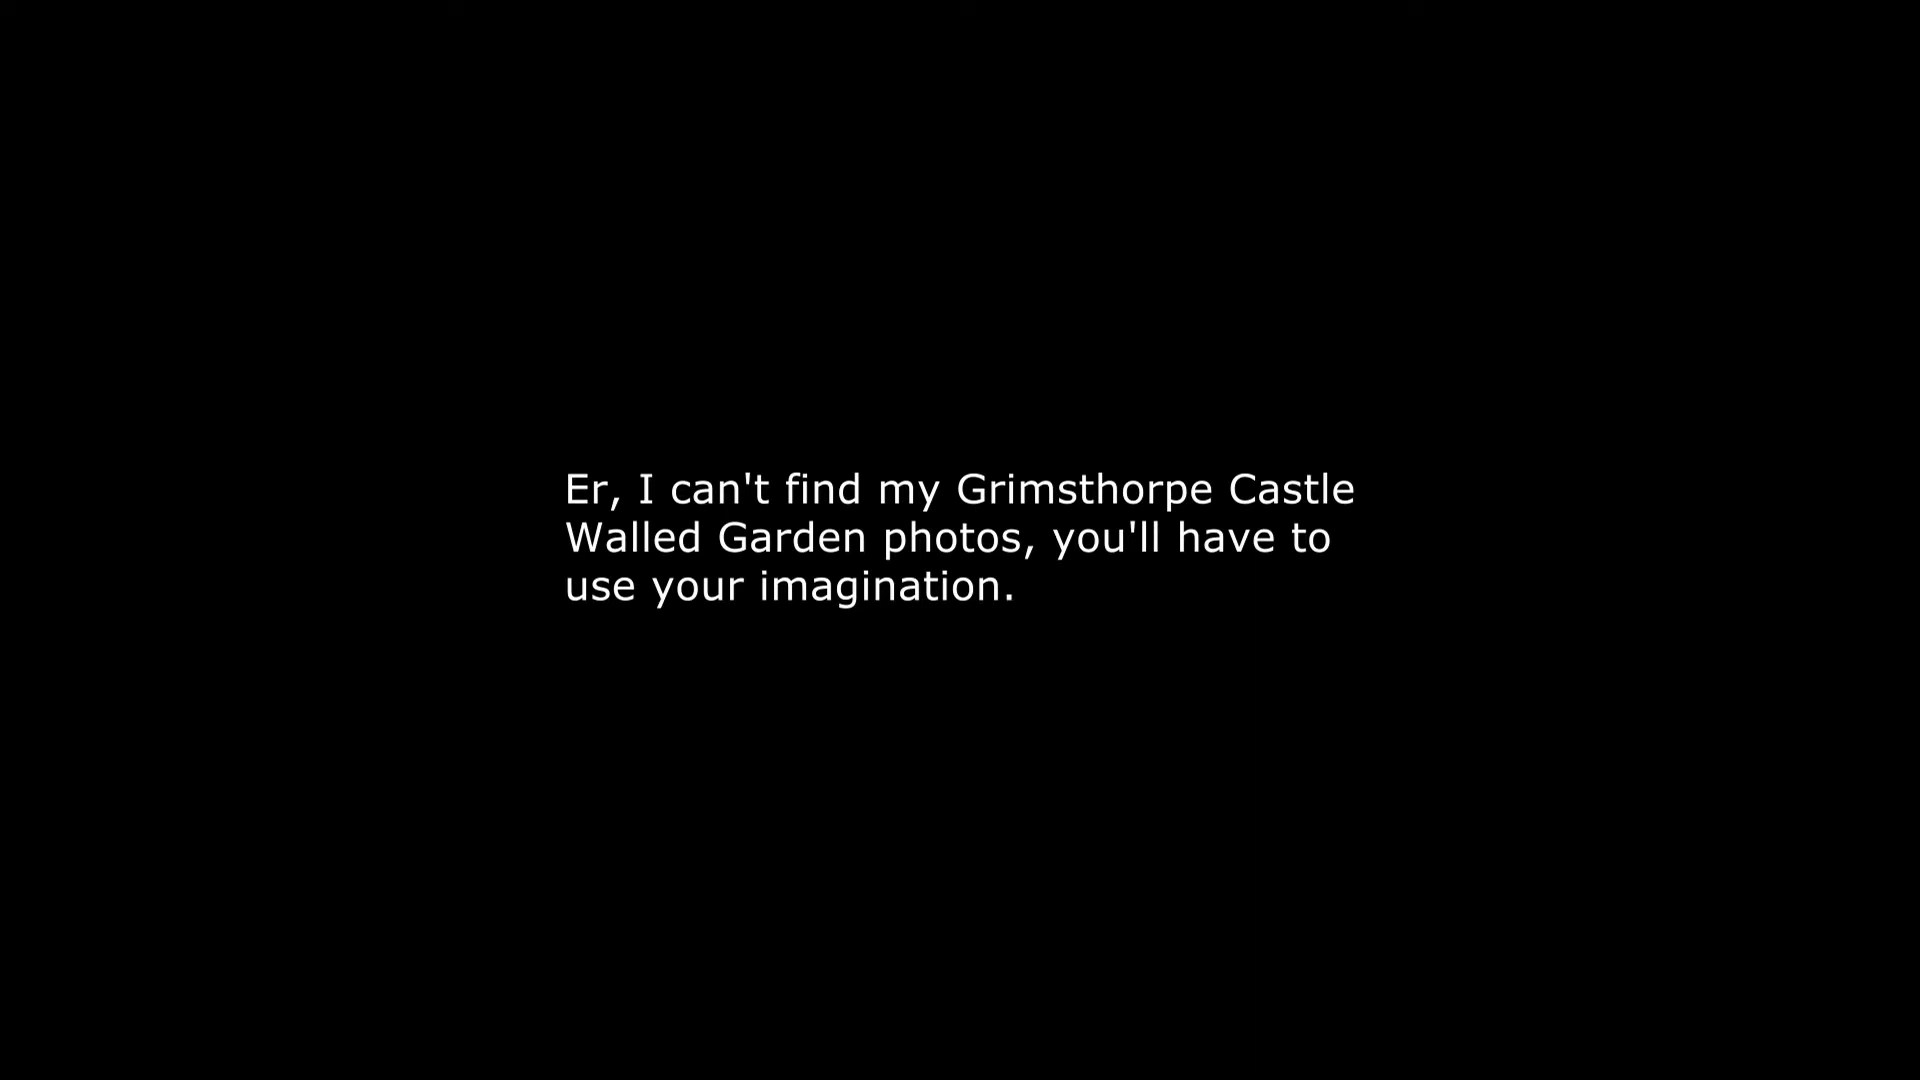 Er, I can't find my Grimsthorpe Castle
Walled Garden photos, you'll have to
use your imagination.